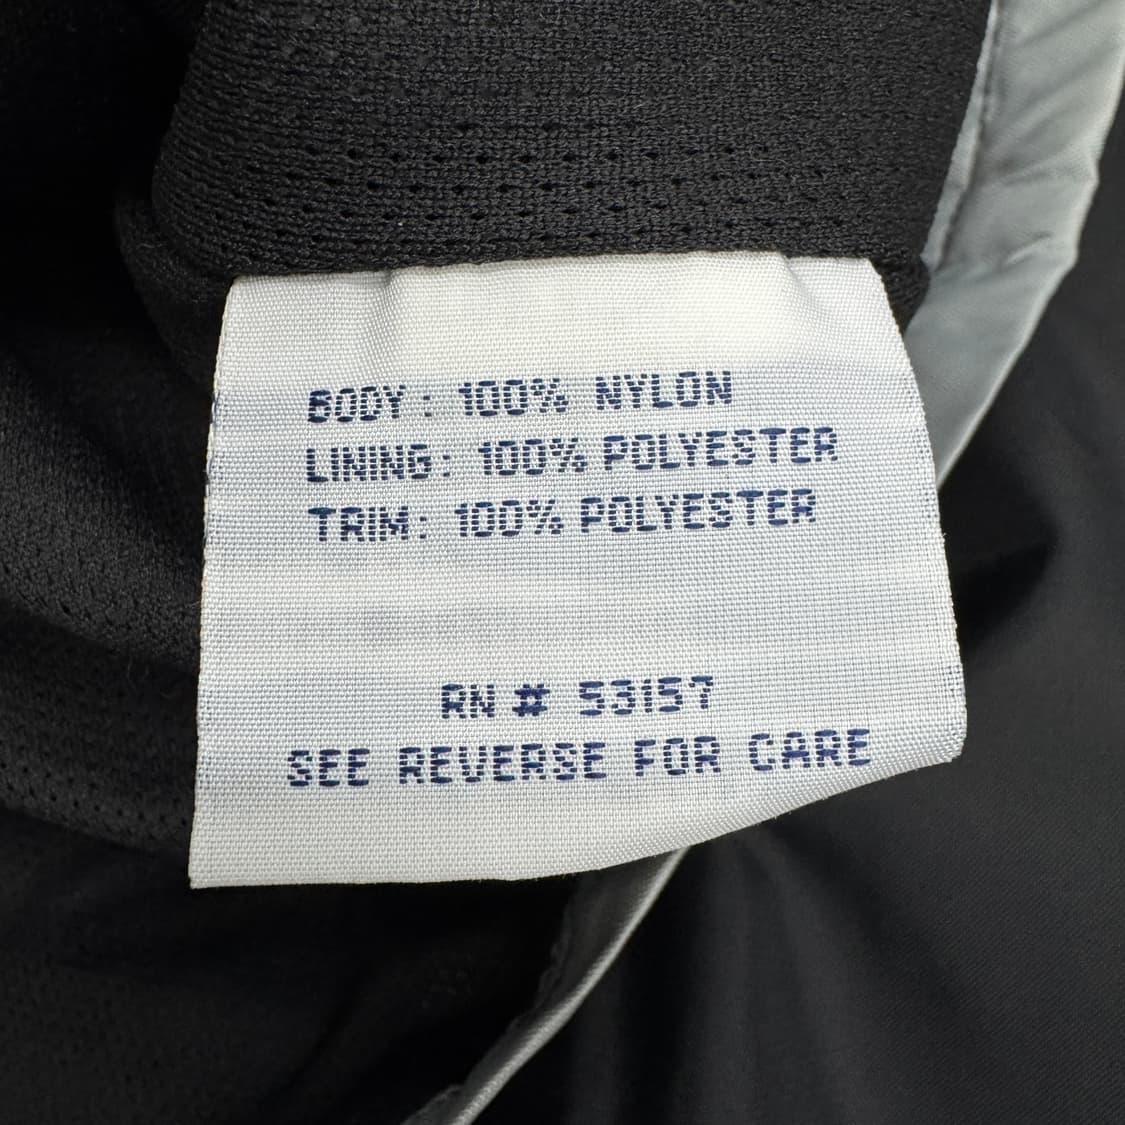 BODY : 100% NYLON
LINING : 100% POLYESTER
TRIM : 100% POLYESTER
RN # 53157
SEE REVERSE FOR CARE